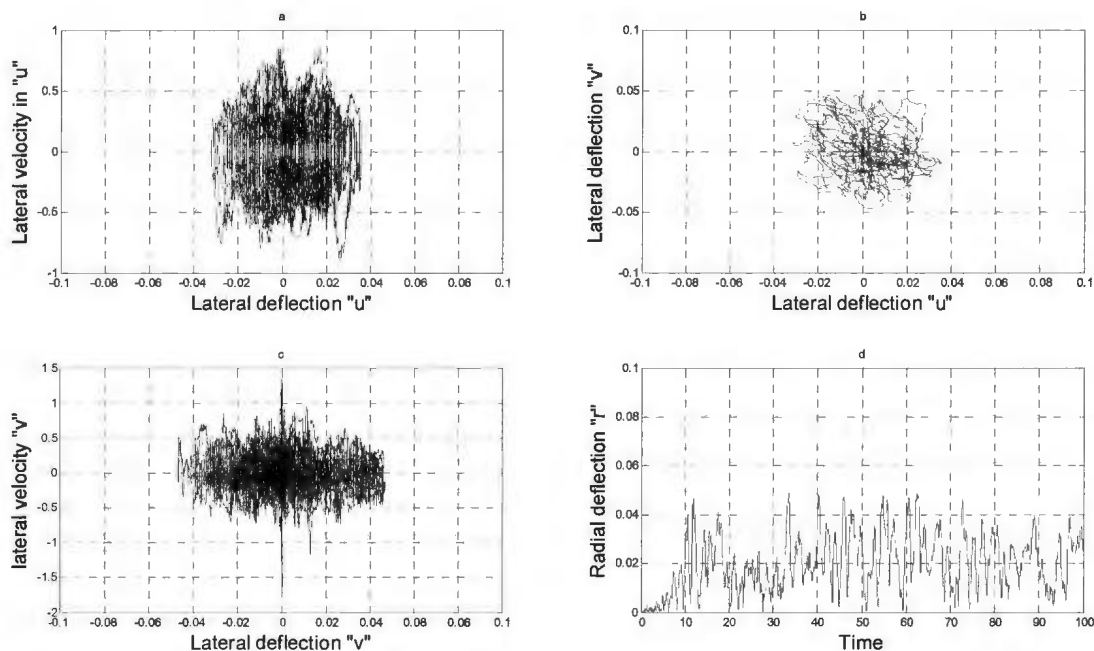 a
1
0.5
0
-0.5
-1
-0.1 -0.08 -0.06 -0.04 -0.02 0 0.02 0.04 0.06 0.08 0.1
Lateral velocity in "u"
Lateral deflection "u"
b
0.1
0.05
0
-0.05
-0.1
-0.1 -0.08 -0.06 -0.04 -0.02 0 0.02 0.04 0.06 0.08 0.1
Lateral deflection "v"
Lateral deflection "u"
c
1.5
1
0.5
0
-0.5
-1
-1.5
-2
-0.1 -0.08 -0.06 -0.04 -0.02 0 0.02 0.04 0.06 0.08 0.1
lateral velocity "v"
Lateral deflection "v"
d
0.1
0.08
0.06
0.04
0.02
0
0 10 20 30 40 50 60 70 80 90 100
Radial deflection "r"
Time